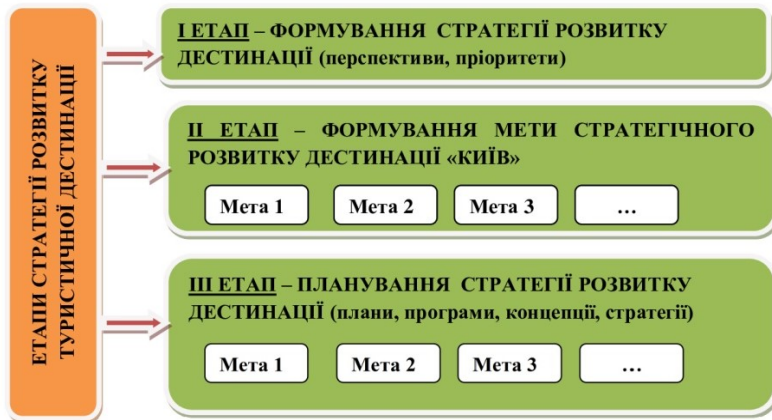 ЕТАПИ СТРАТЕГІЇ РОЗВИТКУ
ТУРИСТИЧНОЇ ДЕСТИНАЦІЇ
І ЕТАП – ФОРМУВАННЯ СТРАТЕГІЇ РОЗВИТКУ
ДЕСТИНАЦІЇ (перспективи, пріоритети)
ІІ ЕТАП – ФОРМУВАННЯ МЕТИ СТРАТЕГІЧНОГО
РОЗВИТКУ ДЕСТИНАЦІЇ «КИЇВ»
Мета 1 Мета 2 Мета 3 …
ІІІ ЕТАП – ПЛАНУВАННЯ СТРАТЕГІЇ РОЗВИТКУ
ДЕСТИНАЦІЇ (плани, програми, концепції, стратегії)
Мета 1 Мета 2 Мета 3 …